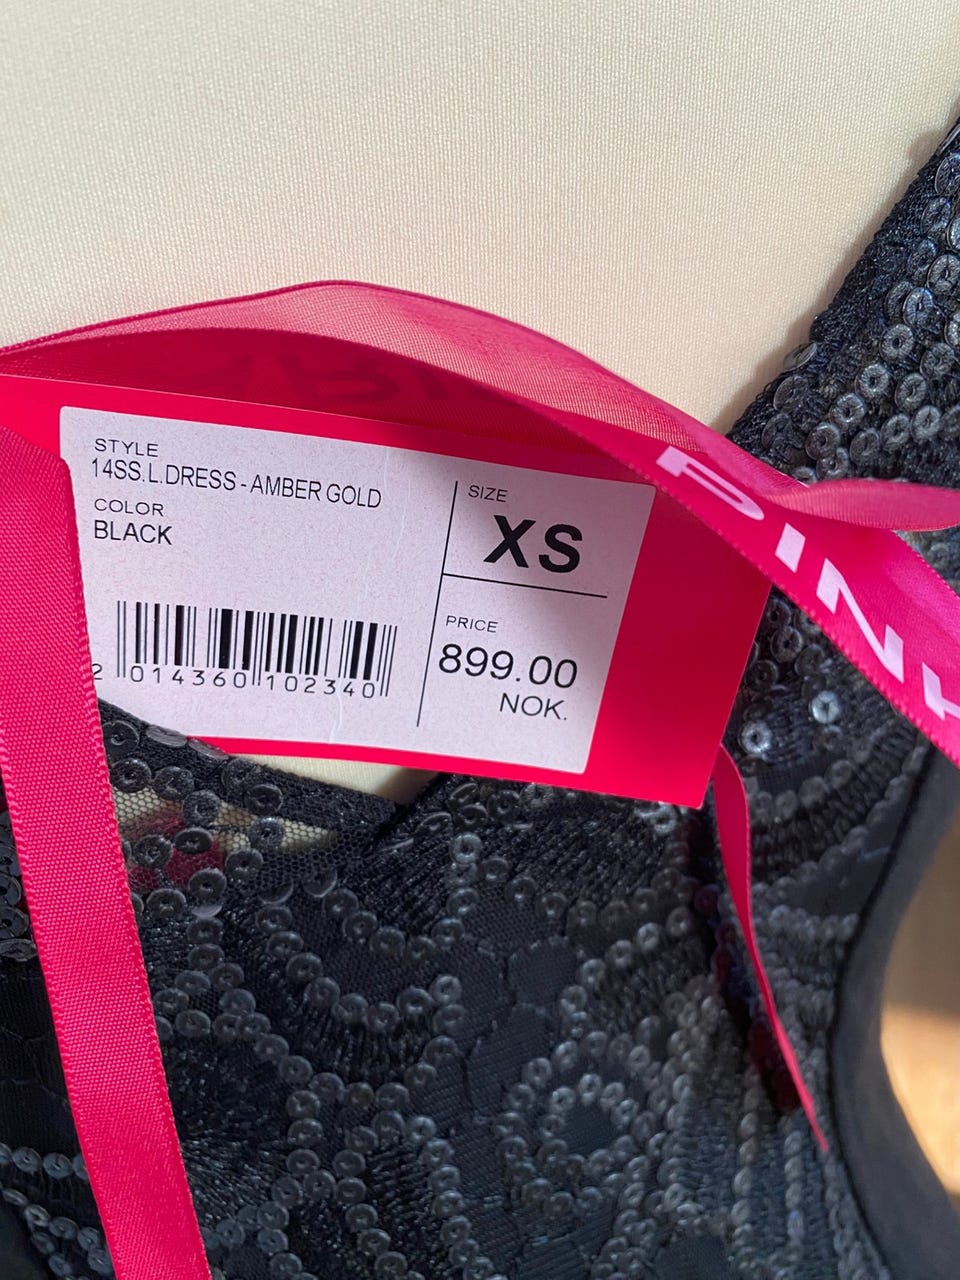 STYLE
14SS.L.DRESS - AMBER GOLD
COLOR
BLACK
2 014360 102340
SIZE
XS
PRICE
899.00
NOK.